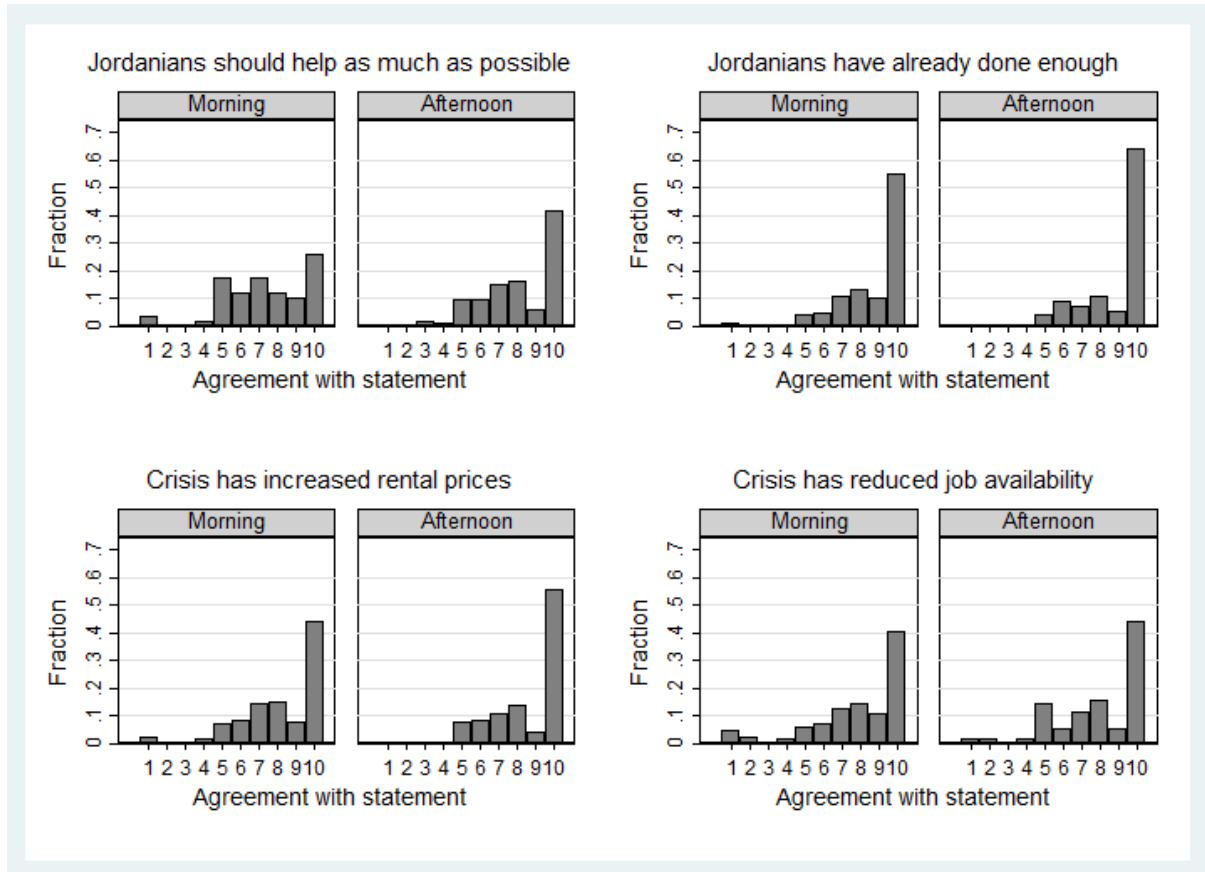 Jordanians should help as much as possible
Morning
Afternoon
Fraction
.7
.6
.5
.4
.3
.2
.1
0
1 2 3 4 5 6 7 8 9 10
1 2 3 4 5 6 7 8 9 10
Agreement with statement
Jordanians have already done enough
Morning
Afternoon
Fraction
.7
.6
.5
.4
.3
.2
.1
0
1 2 3 4 5 6 7 8 9 10
1 2 3 4 5 6 7 8 9 10
Agreement with statement
Crisis has increased rental prices
Morning
Afternoon
Fraction
.7
.6
.5
.4
.3
.2
.1
0
1 2 3 4 5 6 7 8 9 10
1 2 3 4 5 6 7 8 9 10
Agreement with statement
Crisis has reduced job availability
Morning
Afternoon
Fraction
.7
.6
.5
.4
.3
.2
.1
0
1 2 3 4 5 6 7 8 9 10
1 2 3 4 5 6 7 8 9 10
Agreement with statement